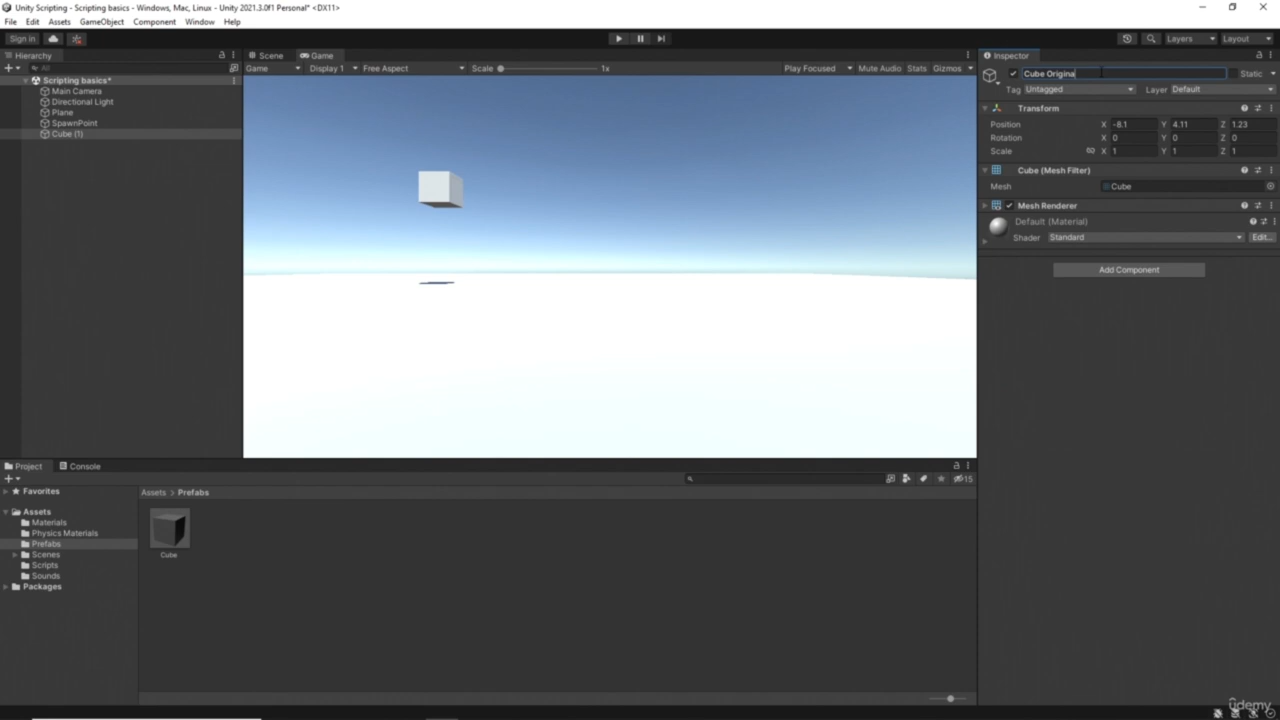 Unity Scripting - Scripting basics - Windows, Mac, Linux - Unity 2021.3.0f1 Personal* <DX11>
File Edit Assets GameObject Component Window Help
Sign in
Layers
Layout
Hierarchy
All
Scripting basics*
Main Camera
Directional Light
Plane
SpawnPoint
Cube (1)
Scene Game
Game Display 1 Free Aspect Scale 1x Play Focused Mute Audio Stats Gizmos
Inspector
Cube Origina Static
Tag Untagged Layer Default
Transform
Position X -8.1 Y 4.11 Z 1.23
Rotation X 0 Y 0 Z 0
Scale X 1 Y 1 Z 1
Cube (Mesh Filter)
Mesh Cube
Mesh Renderer
Default (Material)
Shader Standard Edit...
Add Component
Project Console
15
Favorites
Assets
Materials
Physics Materials
Prefabs
Scenes
Scripts
Sounds
Packages
Assets > Prefabs
Cube
udemy